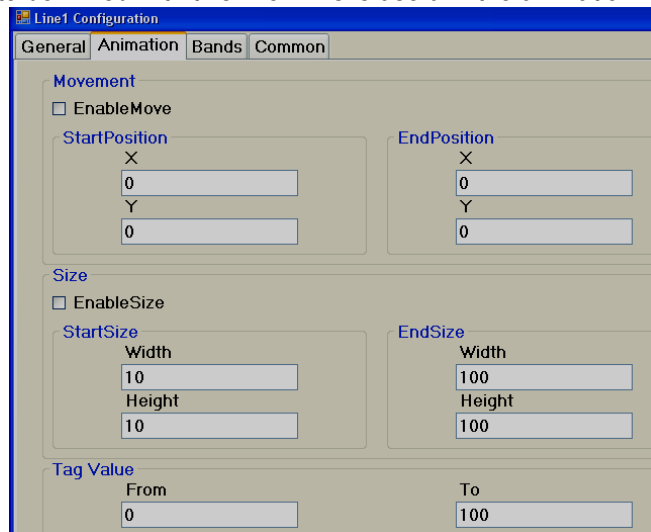 Line1 Configuration
General Animation Bands Common
Movement
EnableMove
StartPosition EndPosition
X X
0 0
Y Y
0 0
Size
EnableSize
StartSize EndSize
Width Width
10 100
Height Height
10 100
Tag Value
From To
0 100